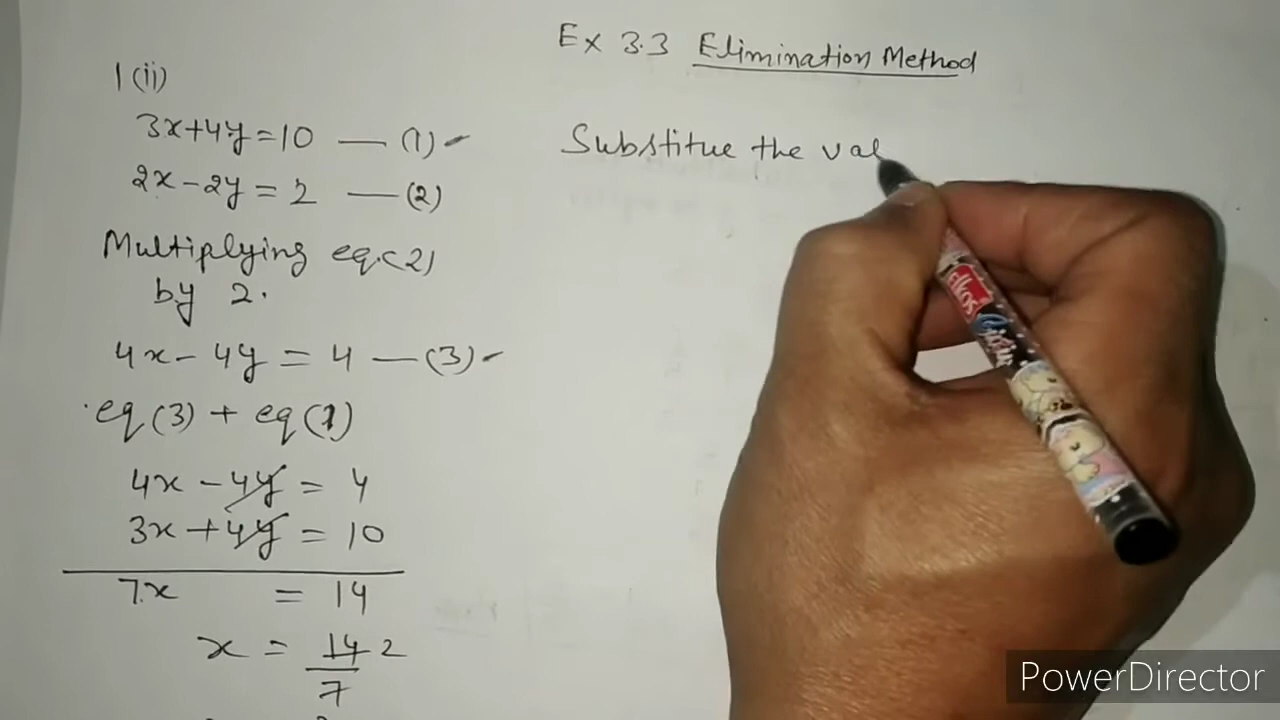 Ex 3.3 Elimination Method
1 (ii)
3x+4y=10 — (1)
2x-2y=2 — (2)
Multiplying eq.(2)
by 2.
4x-4y=4 — (3)
eq (3) + eq (1)
4x-4y=4
3x+4y=10
7x = 14
x = 14 2
7
Substitue the val
elkos
PowerDirector